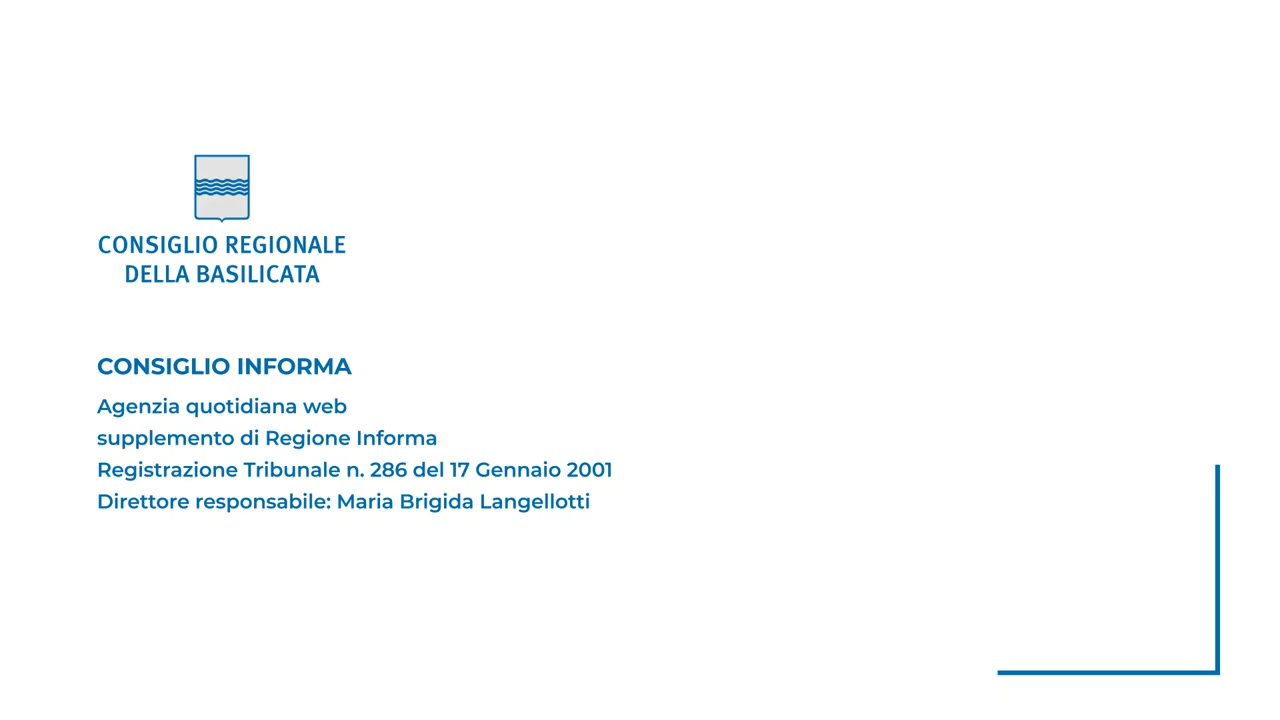 CONSIGLIO REGIONALE
DELLA BASILICATA
CONSIGLIO INFORMA
Agenzia quotidiana web
supplemento di Regione Informa
Registrazione Tribunale n. 286 del 17 Gennaio 2001
Direttore responsabile: Maria Brigida Langellotti